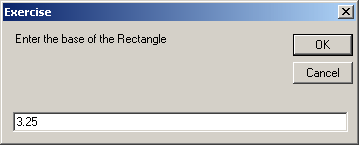 Exercise
Enter the base of the Rectangle
OK
Cancel
3.25